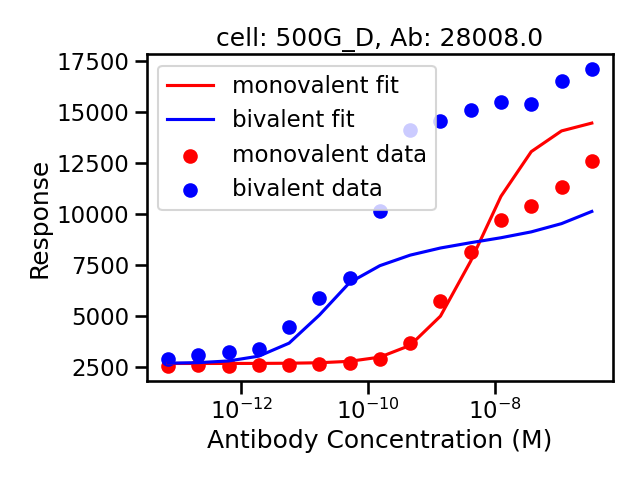 cell: 500G_D, Ab: 28008.0
17500
15000
12500
10000
7500
5000
2500
Response
monovalent fit
bivalent fit
monovalent data
bivalent data
10⁻¹² 10⁻¹⁰ 10⁻⁸
Antibody Concentration (M)